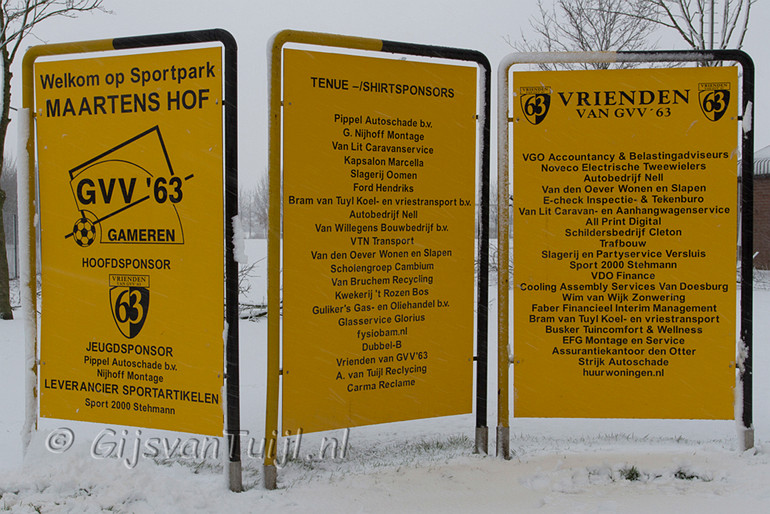 Welkom op Sportpark
MAARTENS HOF
GVV '63
GAMEREN
HOOFDSPONSOR
VRIENDEN
VAN GVV '63
63
JEUGDSPONSOR
Pippel Autoschade b.v.
Nijhoff Montage
LEVERANCIER SPORTARTIKELEN
Sport 2000 Stehmann
TENUE -/SHIRTSPONSORS
Pippel Autoschade b.v.
G. Nijhoff Montage
Van Lit Caravanservice
Kapsalon Marcella
Slagerij Oomen
Ford Hendriks
Bram van Tuyl Koel- en vriestransport b.v.
Autobedrijf Nell
Van Willegens Bouwbedrijf b.v.
VTN Transport
Van den Oever Wonen en Slapen
Scholengroep Cambium
Van Bruchem Recycling
Kwekerij 't Rozen Bos
Guliker's Gas- en Oliehandel b.v.
Glasservice Glorius
fysiobam.nl
Dubbel-B
Vrienden van GVV'63
A. van Tuijl Reclycing
Carma Reclame
63
VRIENDEN
VAN GVV '63
63
VGO Accountancy & Belastingadviseurs
Noveco Electrische Tweewielers
Autobedrijf Nell
Van den Oever Wonen en Slapen
E-check Inspectie- & Tekenburo
Van Lit Caravan- en Aanhangwagenservice
All Print Digital
Schildersbedrijf Cleton
Trafbouw
Slagerij en Partyservice Versluis
Sport 2000 Stehmann
VDO Finance
Cooling Assembly Services Van Doesburg
Wim van Wijk Zonwering
Faber Financieel Interim Management
Bram van Tuyl Koel- en vriestransport
Busker Tuincomfort & Wellness
EFG Montage en Service
Assurantiekantoor den Otter
Strijk Autoschade
huurwoningen.nl
© GijsvanTuijl.nl